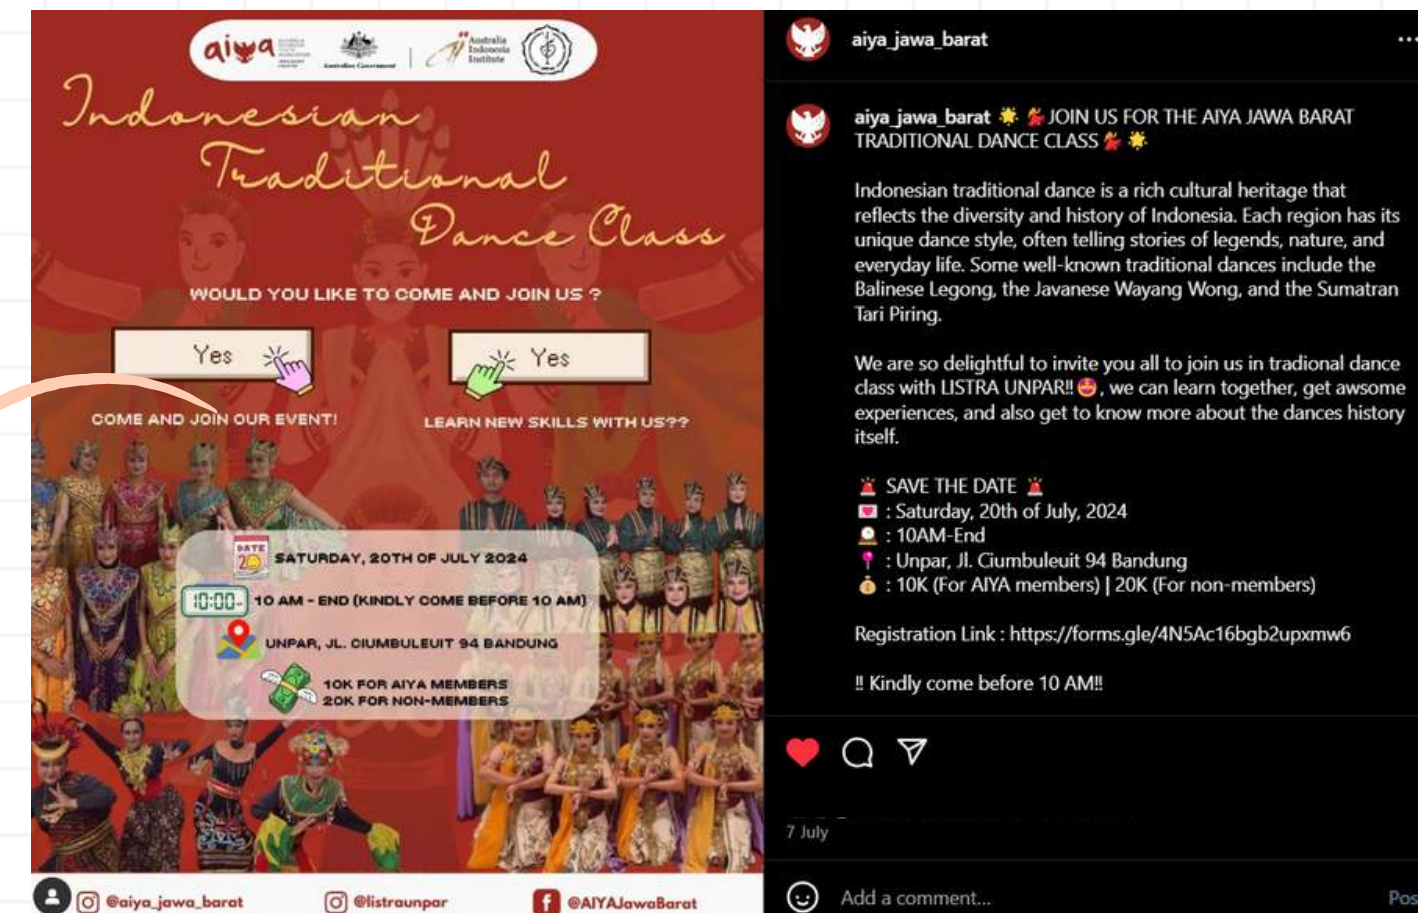 aiya
Australian Government
Australia
Indonesia
Institute
Indonesian
Traditional
Dance Class
WOULD YOU LIKE TO COME AND JOIN US ?
Yes
Yes
COME AND JOIN OUR EVENT!
LEARN NEW SKILLS WITH US??
DATE
20
SATURDAY, 20TH OF JULY 2024
10:00
10 AM - END (KINDLY COME BEFORE 10 AM)
UNPAR, JL. CIUMBULEUIT 94 BANDUNG
10K FOR AIYA MEMBERS
20K FOR NON-MEMBERS
@aiya_jawa_barat
@listraunpar
@AIYAJawaBarat
aiya_jawa_barat
aiya_jawa_barat 🌟 💃JOIN US FOR THE AIYA JAWA BARAT
TRADITIONAL DANCE CLASS 💃 🌟
Indonesian traditional dance is a rich cultural heritage that
reflects the diversity and history of Indonesia. Each region has its
unique dance style, often telling stories of legends, nature, and
everyday life. Some well-known traditional dances include the
Balinese Legong, the Javanese Wayang Wong, and the Sumatran
Tari Piring.
We are so delightful to invite you all to join us in tradional dance
class with LISTRA UNPAR!!🤩, we can learn together, get awsome
experiences, and also get to know more about the dances history
itself.
🚨 SAVE THE DATE 🚨
💌 : Saturday, 20th of July, 2024
🕰 : 10AM-End
📍 : Unpar, Jl. Ciumbuleuit 94 Bandung
💰 : 10K (For AIYA members) | 20K (For non-members)
Registration Link : https://forms.gle/4N5Ac16bgb2upxmw6
‼ Kindly come before 10 AM‼
7 July
Add a comment...
Pos